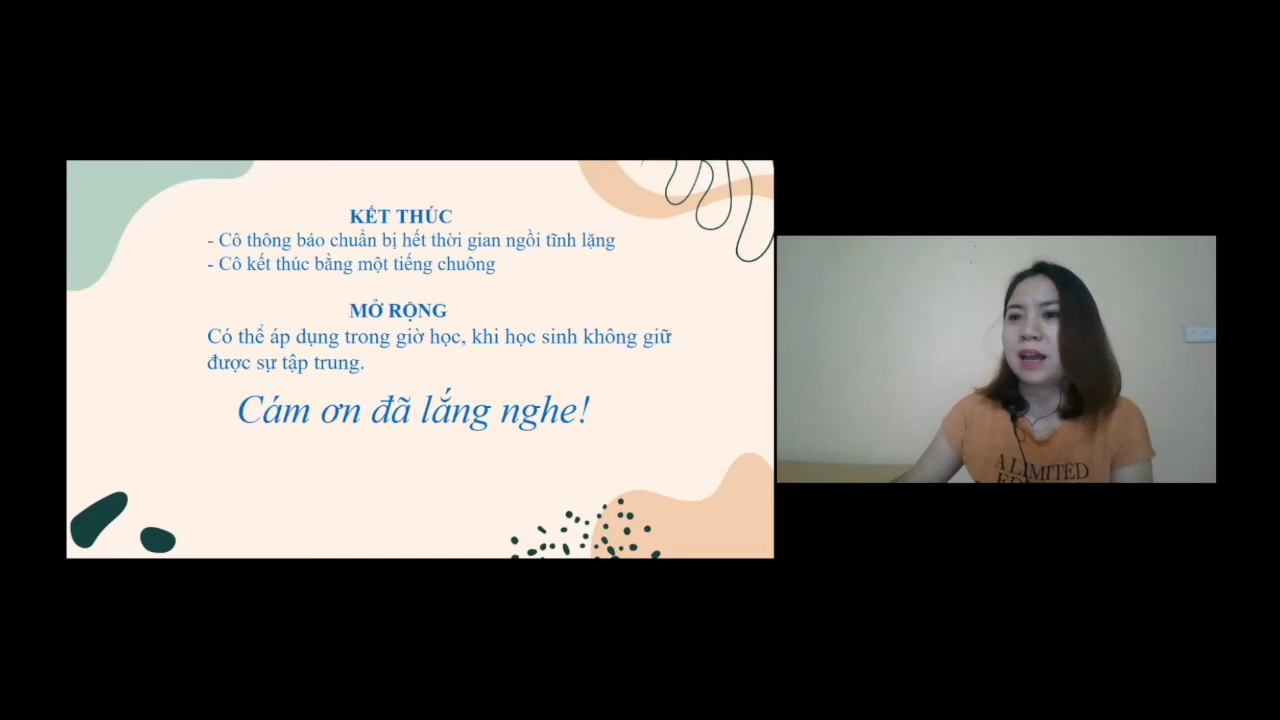 KẾT THÚC
- Cô thông báo chuẩn bị hết thời gian ngồi tĩnh lặng
- Cô kết thúc bằng một tiếng chuông
MỞ RỘNG
Có thể áp dụng trong giờ học, khi học sinh không giữ
được sự tập trung.
Cám ơn đã lắng nghe!
A LIMITED